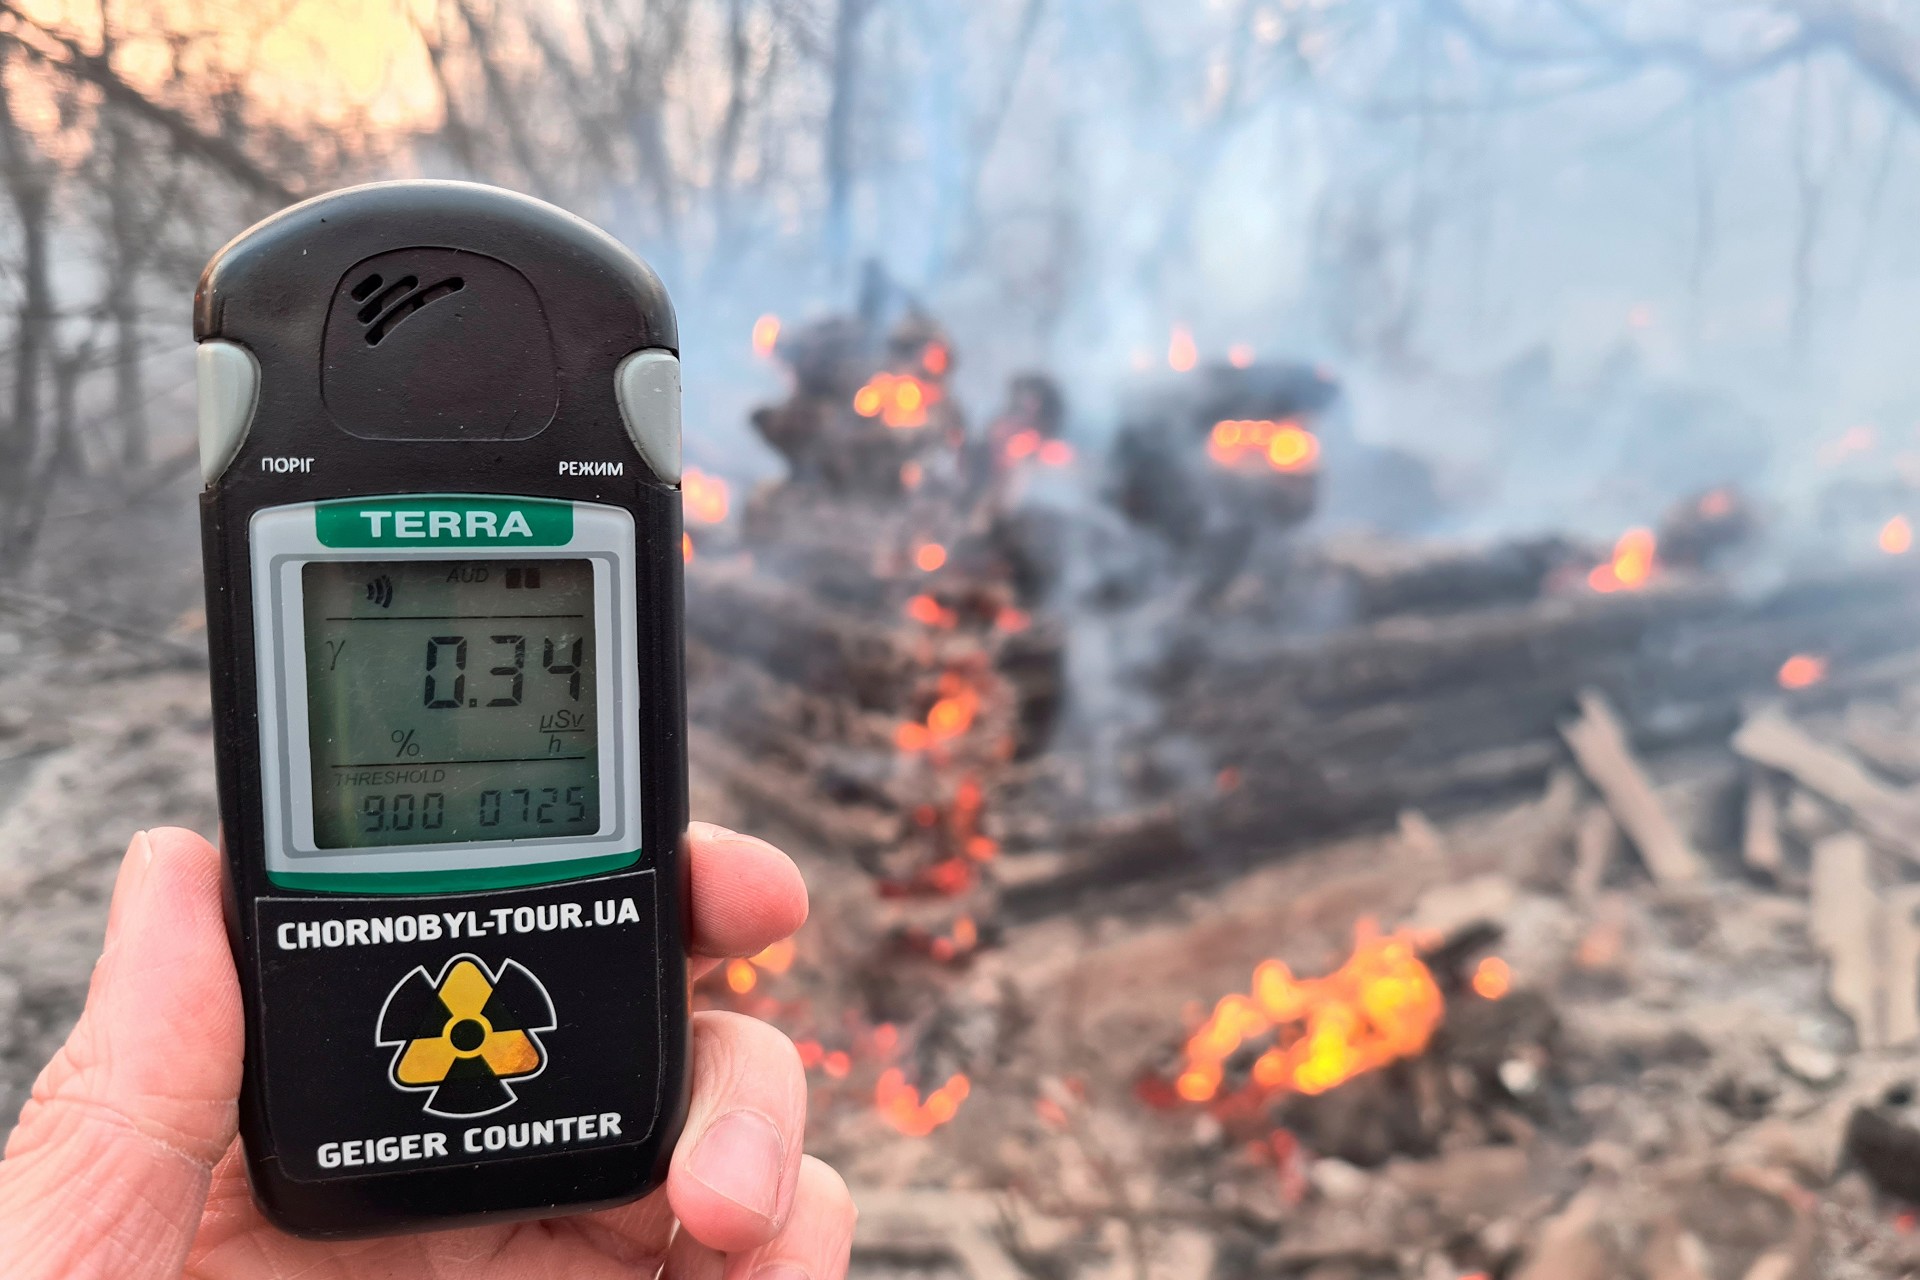 ПОРІГ РЕЖИМ
TERRA
AUD
γ 0.34
% µSv/h
THRESHOLD
9.00 0725
CHORNOBYL-TOUR.UA
GEIGER COUNTER